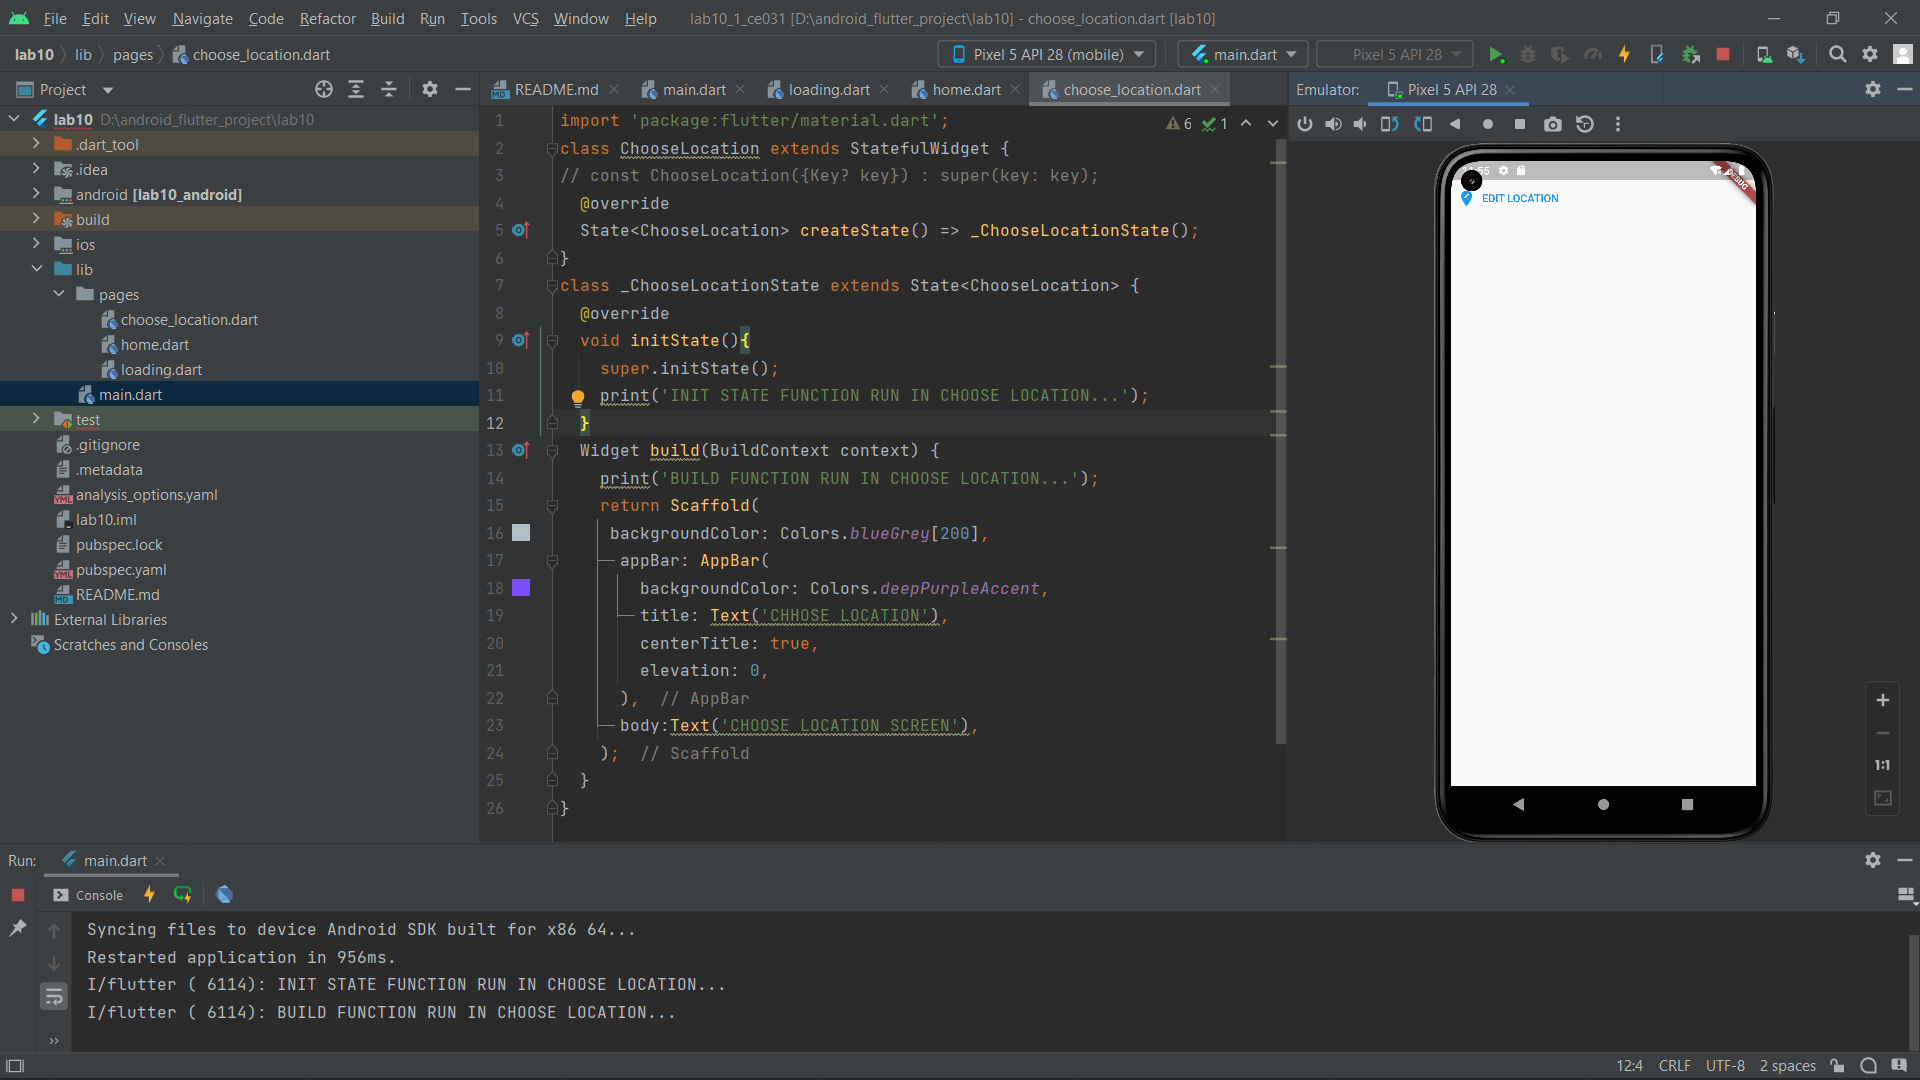 File Edit View Navigate Code Refactor Build Run Tools VCS Window Help lab10_1_ce031 [D:\android_flutter_project\lab10] - choose_location.dart [lab10]
lab10 lib pages choose_location.dart Pixel 5 API 28 (mobile) main.dart Pixel 5 API 28
Project README.md main.dart loading.dart home.dart choose_location.dart Emulator: Pixel 5 API 28
lab10 D:\android_flutter_project\lab10
.dart_tool
.idea
android [lab10_android]
build
ios
lib
pages
choose_location.dart
home.dart
loading.dart
main.dart
test
.gitignore
.metadata
analysis_options.yaml
lab10.iml
pubspec.lock
pubspec.yaml
README.md
External Libraries
Scratches and Consoles
6 1
1 import 'package:flutter/material.dart';
2 class ChooseLocation extends StatefulWidget {
3 // const ChooseLocation({Key? key}) : super(key: key);
4 @override
5 State<ChooseLocation> createState() => _ChooseLocationState();
6 }
7 class _ChooseLocationState extends State<ChooseLocation> {
8 @override
9 void initState(){
10 super.initState();
11 print('INIT STATE FUNCTION RUN IN CHOOSE LOCATION...');
12 }
13 Widget build(BuildContext context) {
14 print('BUILD FUNCTION RUN IN CHOOSE LOCATION...');
15 return Scaffold(
16 backgroundColor: Colors.blueGrey[200],
17 appBar: AppBar(
18 backgroundColor: Colors.deepPurpleAccent,
19 title: Text('CHHOSE LOCATION'),
20 centerTitle: true,
21 elevation: 0,
22 ), // AppBar
23 body:Text('CHOOSE LOCATION SCREEN'),
24 ); // Scaffold
25 }
26 }
DEBUG
EDIT LOCATION
1:1
Run: main.dart
Console
Syncing files to device Android SDK built for x86 64...
Restarted application in 956ms.
I/flutter ( 6114): INIT STATE FUNCTION RUN IN CHOOSE LOCATION...
I/flutter ( 6114): BUILD FUNCTION RUN IN CHOOSE LOCATION...
12:4 CRLF UTF-8 2 spaces